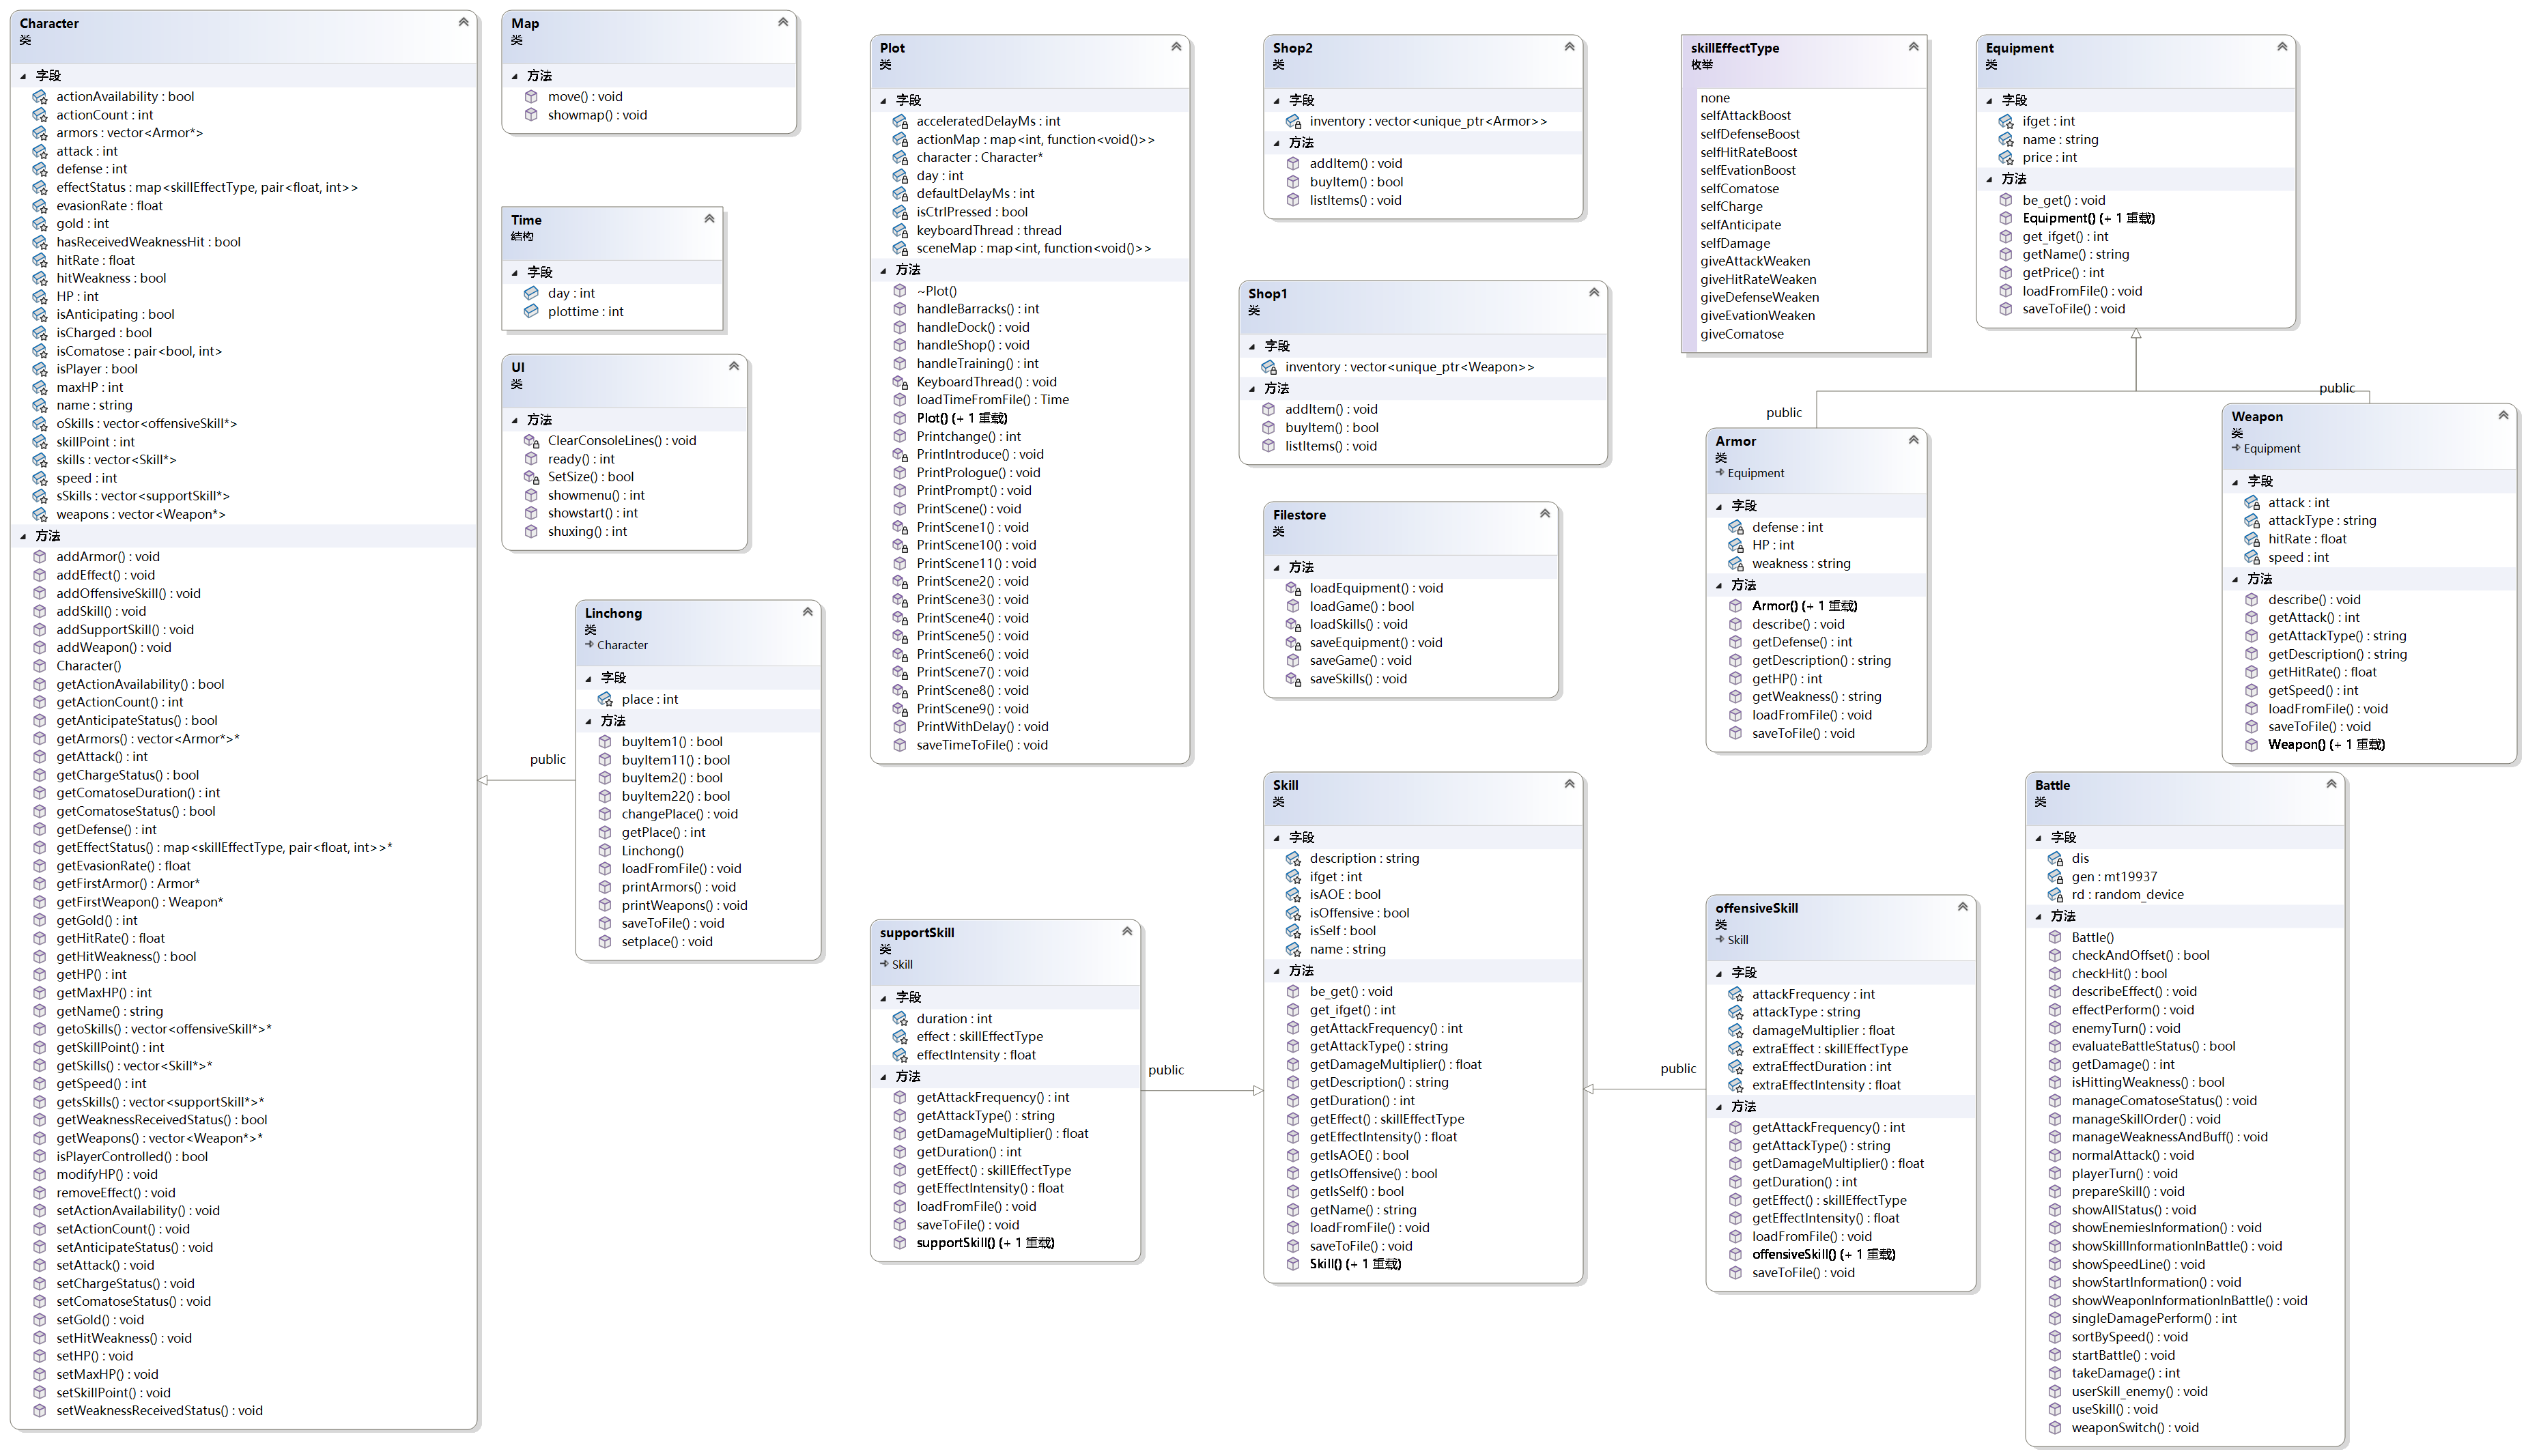 Character
类
字段
actionAvailability : bool
actionCount : int
armors : vector<Armor*>
attack : int
defense : int
effectStatus : map<skillEffectType, pair<float, int>>
evasionRate : float
gold : int
hasReceivedWeaknessHit : bool
hitRate : float
hitWeakness : bool
HP : int
isAnticipating : bool
isCharged : bool
isComatose : pair<bool, int>
isPlayer : bool
maxHP : int
name : string
oSkills : vector<offensiveSkill*>
skillPoint : int
skills : vector<Skill*>
speed : int
sSkills : vector<supportSkill*>
weapons : vector<Weapon*>
方法
addArmor() : void
addEffect() : void
addOffensiveSkill() : void
addSkill() : void
addSupportSkill() : void
addWeapon() : void
Character()
getActionAvailability() : bool
getActionCount() : int
getAnticipateStatus() : bool
getArmors() : vector<Armor*>*
getAttack() : int
getChargeStatus() : bool
getComatoseDuration() : int
getComatoseStatus() : bool
getDefense() : int
getEffectStatus() : map<skillEffectType, pair<float, int>>*
getEvasionRate() : float
getFirstArmor() : Armor*
getFirstWeapon() : Weapon*
getGold() : int
getHitRate() : float
getHitWeakness() : bool
getHP() : int
getMaxHP() : int
getName() : string
getoSkills() : vector<offensiveSkill*>*
getSkillPoint() : int
getSkills() : vector<Skill*>*
getSpeed() : int
getsSkills() : vector<supportSkill*>*
getWeaknessReceivedStatus() : bool
getWeapons() : vector<Weapon*>*
isPlayerControlled() : bool
modifyHP() : void
removeEffect() : void
setActionAvailability() : void
setActionCount() : void
setAnticipateStatus() : void
setAttack() : void
setChargeStatus() : void
setComatoseStatus() : void
setGold() : void
setHitWeakness() : void
setHP() : void
setMaxHP() : void
setSkillPoint() : void
setWeaknessReceivedStatus() : void
Map
类
方法
move() : void
showmap() : void
Time
结构
字段
day : int
plottime : int
UI
类
方法
ClearConsoleLines() : void
ready() : int
SetSize() : bool
showmenu() : int
showstart() : int
shuxing() : int
public
Linchong
类
Character
字段
place : int
方法
buyItem1() : bool
buyItem11() : bool
buyItem2() : bool
buyItem22() : bool
changePlace() : void
getPlace() : int
Linchong()
loadFromFile() : void
printArmors() : void
printWeapons() : void
saveToFile() : void
setplace() : void
Plot
类
字段
acceleratedDelayMs : int
actionMap : map<int, function<void()>>
character : Character*
day : int
defaultDelayMs : int
isCtrlPressed : bool
keyboardThread : thread
sceneMap : map<int, function<void()>>
方法
~Plot()
handleBarracks() : int
handleDock() : void
handleShop() : void
handleTraining() : int
KeyboardThread() : void
loadTimeFromFile() : Time
Plot() (+ 1 重载)
Printchange() : int
PrintIntroduce() : void
PrintPrologue() : void
PrintPrompt() : void
PrintScene() : void
PrintScene1() : void
PrintScene10() : void
PrintScene11() : void
PrintScene2() : void
PrintScene3() : void
PrintScene4() : void
PrintScene5() : void
PrintScene6() : void
PrintScene7() : void
PrintScene8() : void
PrintScene9() : void
PrintWithDelay() : void
saveTimeToFile() : void
Shop2
类
字段
inventory : vector<unique_ptr<Armor>>
方法
addItem() : void
buyItem() : bool
listItems() : void
Shop1
类
字段
inventory : vector<unique_ptr<Weapon>>
方法
addItem() : void
buyItem() : bool
listItems() : void
Filestore
类
方法
loadEquipment() : void
loadGame() : bool
loadSkills() : void
saveEquipment() : void
saveGame() : void
saveSkills() : void
skillEffectType
枚举
none
selfAttackBoost
selfDefenseBoost
selfHitRateBoost
selfEvationBoost
selfComatose
selfCharge
selfAnticipate
selfDamage
giveAttackWeaken
giveHitRateWeaken
giveDefenseWeaken
giveEvationWeaken
giveComatose
Equipment
类
字段
ifget : int
name : string
price : int
方法
be_get() : void
Equipment() (+ 1 重载)
get_ifget() : int
getName() : string
getPrice() : int
loadFromFile() : void
saveToFile() : void
public
public
Armor
类
Equipment
字段
defense : int
HP : int
weakness : string
方法
Armor() (+ 1 重载)
describe() : void
getDefense() : int
getDescription() : string
getHP() : int
getWeakness() : string
loadFromFile() : void
saveToFile() : void
Weapon
类
Equipment
字段
attack : int
attackType : string
hitRate : float
speed : int
方法
describe() : void
getAttack() : int
getAttackType() : string
getDescription() : string
getHitRate() : float
getSpeed() : int
loadFromFile() : void
saveToFile() : void
Weapon() (+ 1 重载)
supportSkill
类
Skill
字段
duration : int
effect : skillEffectType
effectIntensity : float
方法
getAttackFrequency() : int
getAttackType() : string
getDamageMultiplier() : float
getDuration() : int
getEffect() : skillEffectType
getEffectIntensity() : float
loadFromFile() : void
saveToFile() : void
supportSkill() (+ 1 重载)
public
Skill
类
字段
description : string
ifget : int
isAOE : bool
isOffensive : bool
isSelf : bool
name : string
方法
be_get() : void
get_ifget() : int
getAttackFrequency() : int
getAttackType() : string
getDamageMultiplier() : float
getDescription() : string
getDuration() : int
getEffect() : skillEffectType
getEffectIntensity() : float
getIsAOE() : bool
getIsOffensive() : bool
getIsSelf() : bool
getName() : string
loadFromFile() : void
saveToFile() : void
Skill() (+ 1 重载)
public
offensiveSkill
类
Skill
字段
attackFrequency : int
attackType : string
damageMultiplier : float
extraEffect : skillEffectType
extraEffectDuration : int
extraEffectIntensity : float
方法
getAttackFrequency() : int
getAttackType() : string
getDamageMultiplier() : float
getDuration() : int
getEffect() : skillEffectType
getEffectIntensity() : float
loadFromFile() : void
offensiveSkill() (+ 1 重载)
saveToFile() : void
Battle
类
字段
dis
gen : mt19937
rd : random_device
方法
Battle()
checkAndOffset() : bool
checkHit() : bool
describeEffect() : void
effectPerform() : void
enemyTurn() : void
evaluateBattleStatus() : bool
getDamage() : int
isHittingWeakness() : bool
manageComatoseStatus() : void
manageSkillOrder() : void
manageWeaknessAndBuff() : void
normalAttack() : void
playerTurn() : void
prepareSkill() : void
showAllStatus() : void
showEnemiesInformation() : void
showSkillInformationInBattle() : void
showSpeedLine() : void
showStartInformation() : void
showWeaponInformationInBattle() : void
singleDamagePerform() : int
sortBySpeed() : void
startBattle() : void
takeDamage() : int
userSkill_enemy() : void
useSkill() : void
weaponSwitch() : void